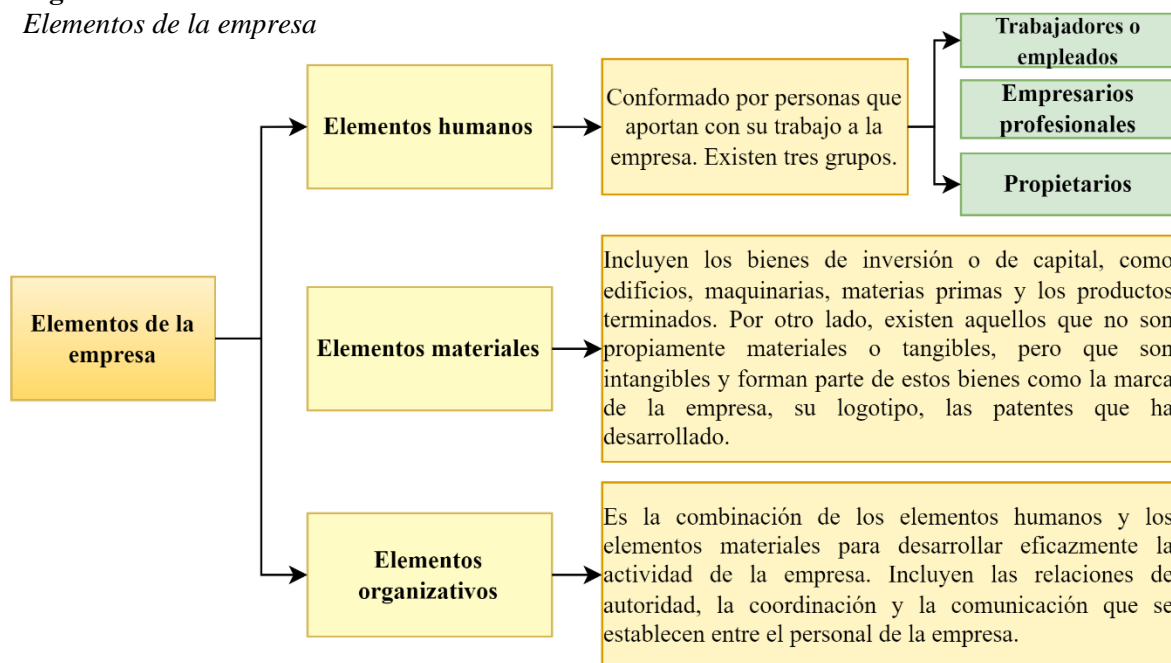 Elementos de la empresa
Elementos de la
empresa
Elementos humanos
Conformado por personas que
aportan con su trabajo a la
empresa. Existen tres grupos.
Trabajadores o
empleados
Empresarios
profesionales
Propietarios
Elementos materiales
Incluyen los bienes de inversión o de capital, como
edificios, maquinarias, materias primas y los productos
terminados. Por otro lado, existen aquellos que no son
propiamente materiales o tangibles, pero que son
intangibles y forman parte de estos bienes como la marca
de la empresa, su logotipo, las patentes que ha
desarrollado.
Elementos
organizativos
Es la combinación de los elementos humanos y los
elementos materiales para desarrollar eficazmente la
actividad de la empresa. Incluyen las relaciones de
autoridad, la coordinación y la comunicación que se
establecen entre el personal de la empresa.